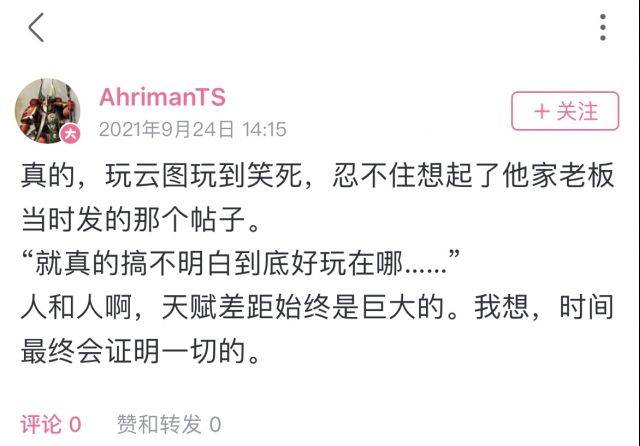 AhrimanTS
2021年9月24日 14:15
+关注
真的，玩云图玩到笑死，忍不住想起了他家老板
当时发的那个帖子。
“就真的搞不明白到底好玩在哪……”
人和人啊，天赋差距始终是巨大的。我想，时间
最终会证明一切的。
评论 0 赞和转发 0